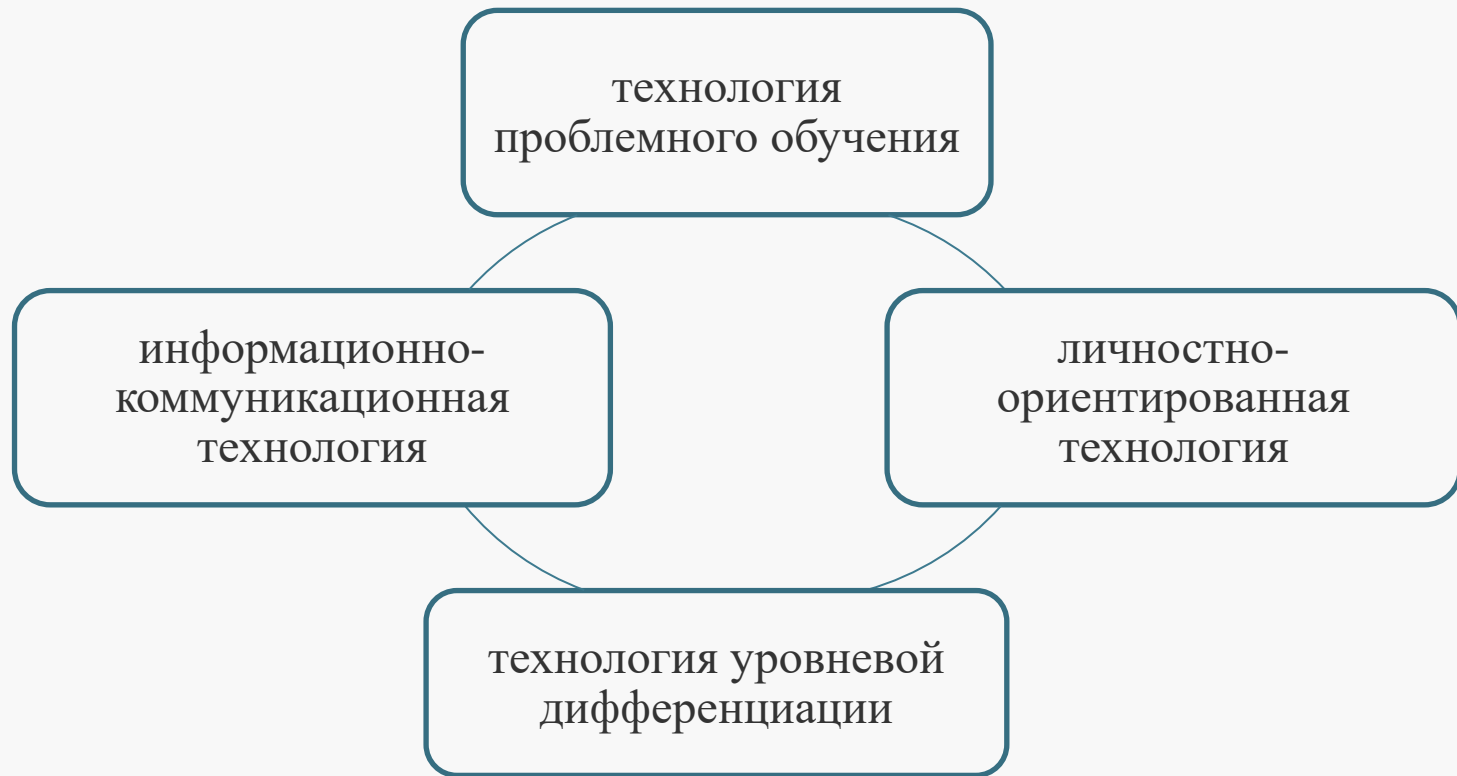 технология
проблемного обучения
информационно-
коммуникационная
технология
личностно-
ориентированная
технология
технология уровневой
дифференциации